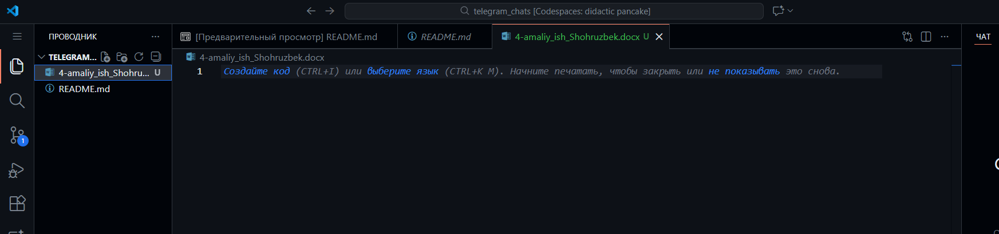 telegram_chats [Codespaces: didactic pancake]
ПРОВОДНИК
TELEGRAM...
4-amaliy_ish_Shohru... U
README.md
1
[Предварительный просмотр] README.md
README.md
4-amaliy_ish_Shohruzbek.docx U
4-amaliy_ish_Shohruzbek.docx
1 Создайте код (CTRL+I) или выберите язык (CTRL+K M). Начните печатать, чтобы закрыть или не показывать это снова.
ЧАТ